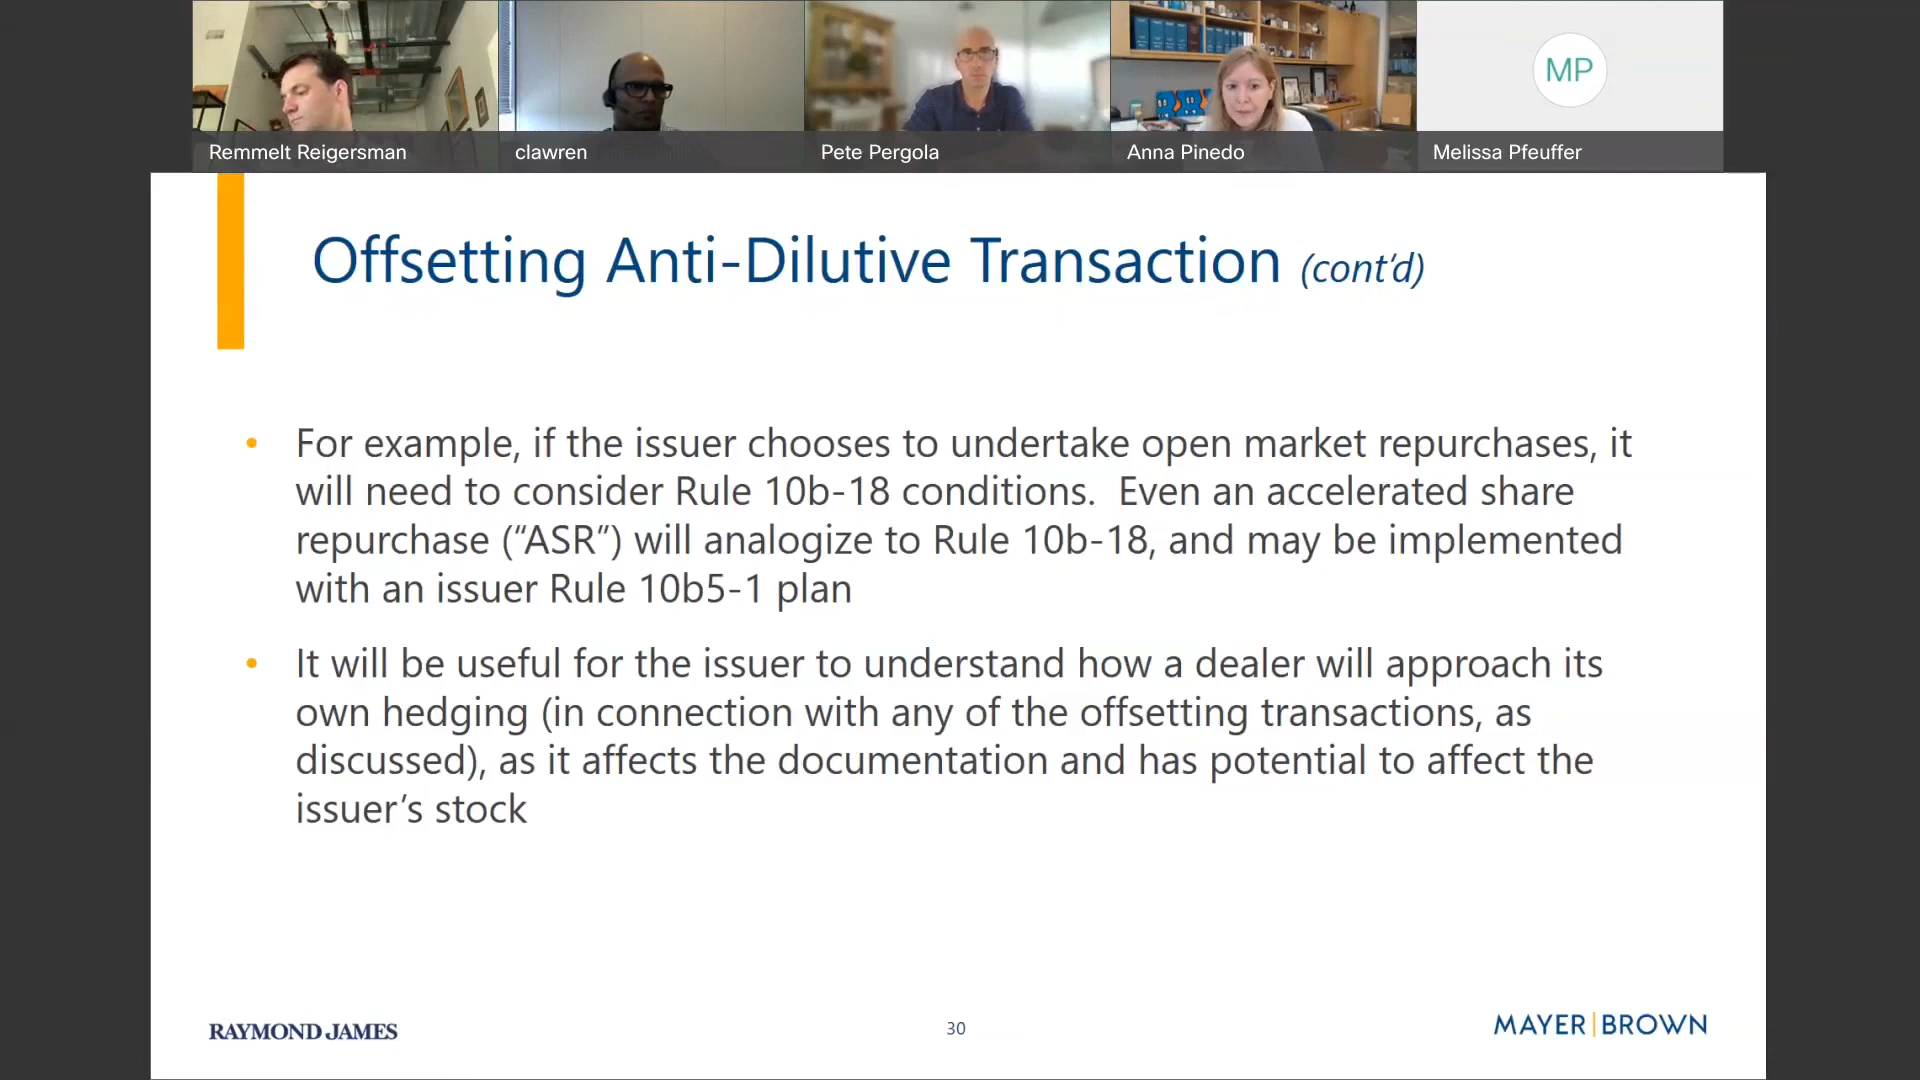 Remmelt Reigersman
clawren
Pete Pergola
Anna Pinedo
MP
Melissa Pfeuffer
Offsetting Anti-Dilutive Transaction (cont’d)
• For example, if the issuer chooses to undertake open market repurchases, it
will need to consider Rule 10b-18 conditions.  Even an accelerated share
repurchase (“ASR”) will analogize to Rule 10b-18, and may be implemented
with an issuer Rule 10b5-1 plan
• It will be useful for the issuer to understand how a dealer will approach its
own hedging (in connection with any of the offsetting transactions, as
discussed), as it affects the documentation and has potential to affect the
issuer’s stock
RAYMOND JAMES
30
MAYER|BROWN